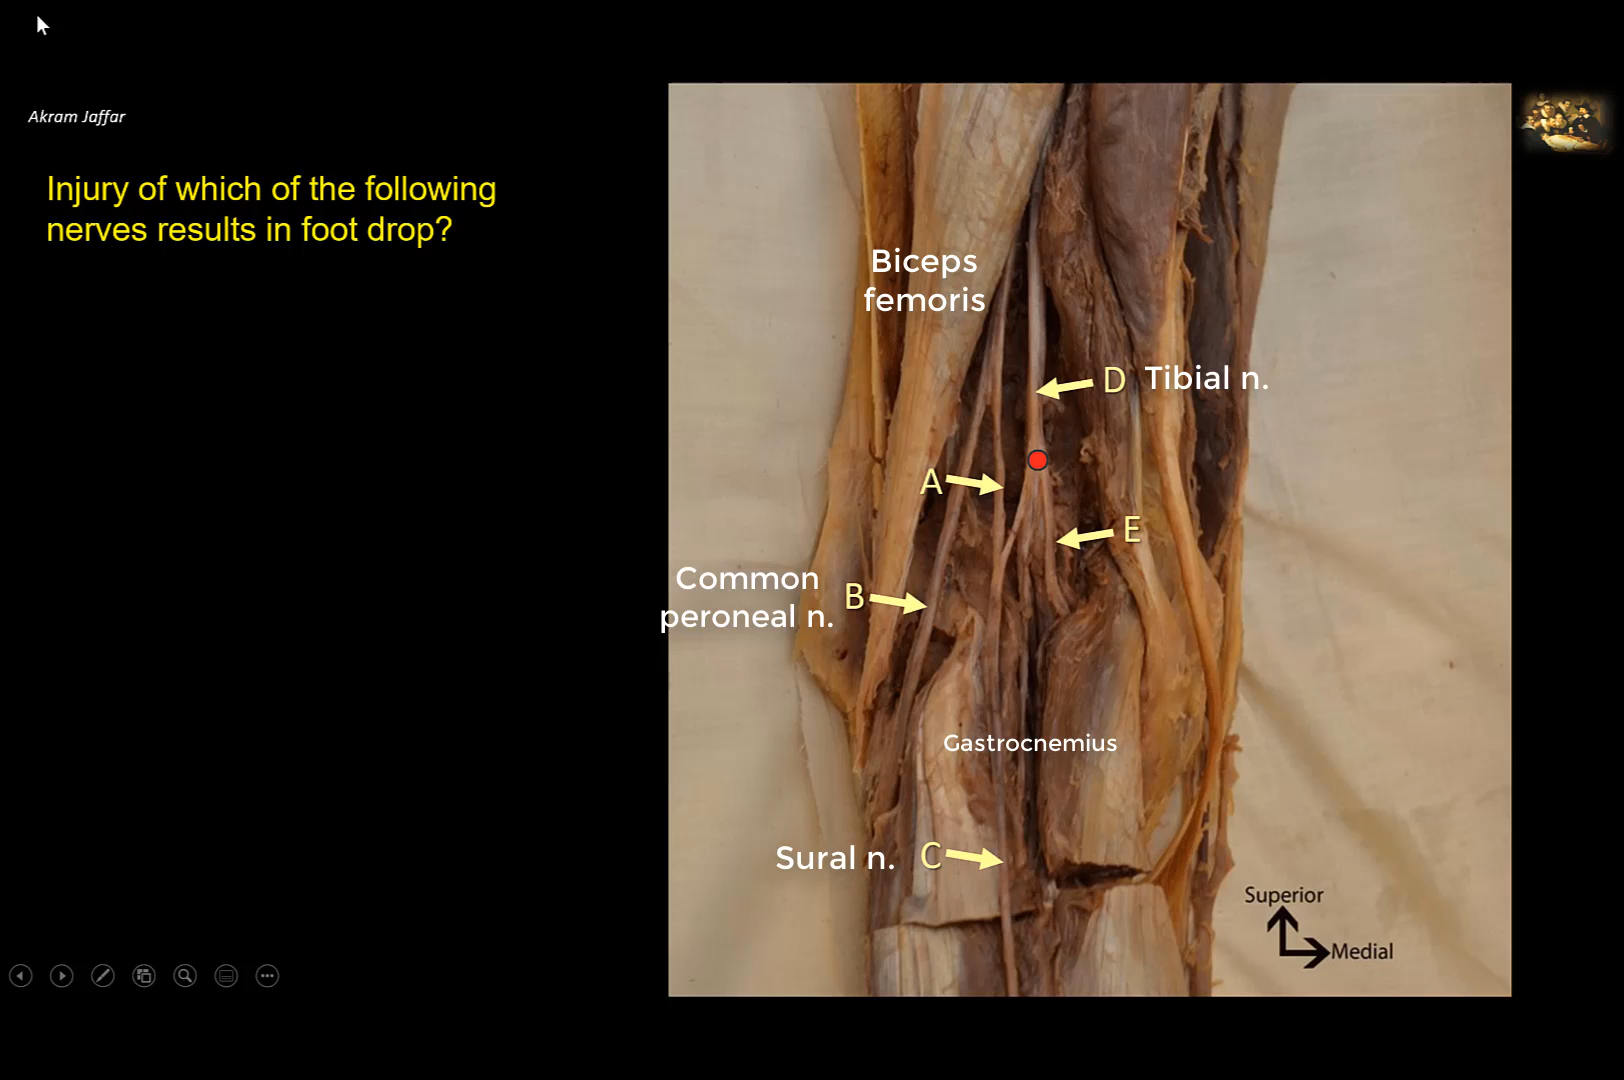 Akram Jaffar
Injury of which of the following
nerves results in foot drop?
Biceps
femoris
D Tibial n.
A
E
Common
peroneal n.
B
Gastrocnemius
Sural n. C
Superior
Medial